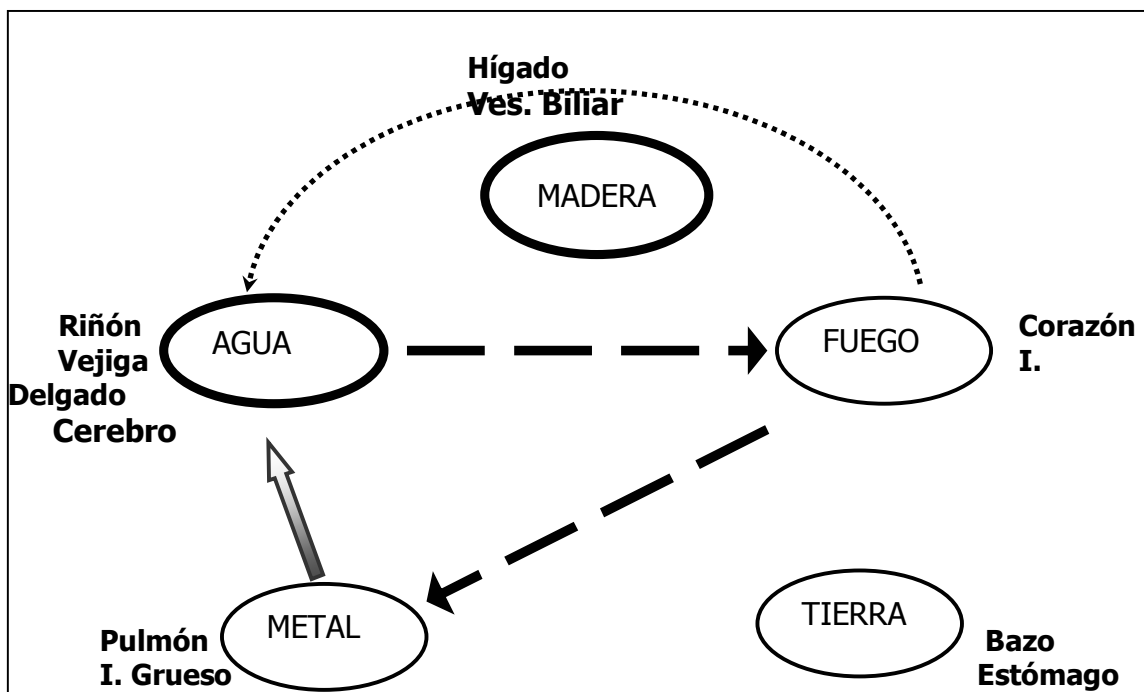 Hígado
Ves. Biliar
MADERA
Riñón
Vejiga
Delgado
Cerebro
AGUA
FUEGO
Corazón
I.
METAL
Pulmón
I. Grueso
TIERRA
Bazo
Estómago